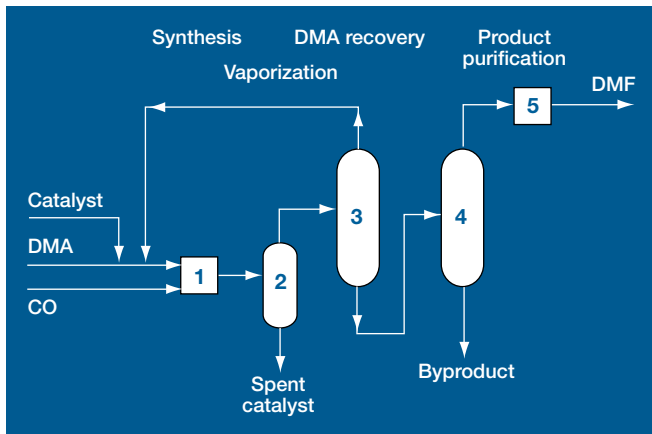 Synthesis
DMA recovery
Product
purification
Vaporization
DMF
5
3
4
Catalyst
DMA
1
2
CO
Spent
catalyst
Byproduct